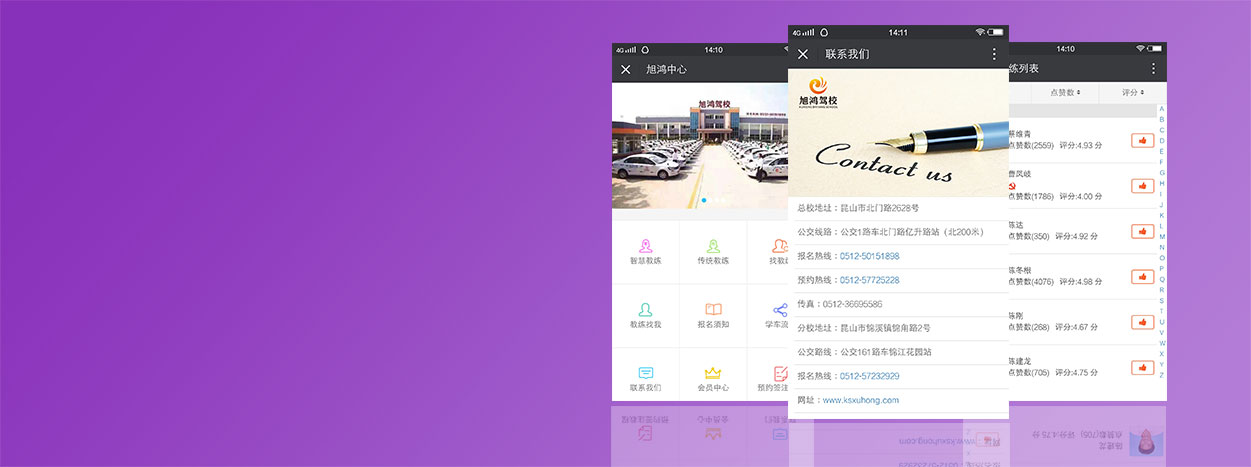 4G 14:10
旭鸿中心
旭鸿驾校
智慧教练
传统教练
找教
教练找我
报名须知
学车流
联系我们
会员中心
预约签注
4G 14:11
联系我们
旭鸿驾校
Contact us
总校地址：昆山市北门路2628号
公交线路：公交1路车北门路亿升路站（北200米）
报名热线：0512-50151898
预约热线：0512-57725228
传真：0512-36695586
分校地址：昆山市锦溪镇锦甪路2号
公交路线：公交161路车锦江花园站
报名热线：0512-57232929
网址：www.ksxuhong.com
14:10
练列表
点赞数
评分
蔡维青
点赞数(2559) 评分:4.93 分
曹凤岐
点赞数(1786) 评分:4.00 分
陈达
点赞数(350) 评分:4.92 分
陈冬根
点赞数(4076) 评分:4.98 分
陈刚
点赞数(268) 评分:4.67 分
陈建龙
点赞数(705) 评分:4.75 分
A
B
C
D
E
F
G
H
I
J
K
L
M
N
O
P
Q
R
S
T
U
V
W
X
Y
Z